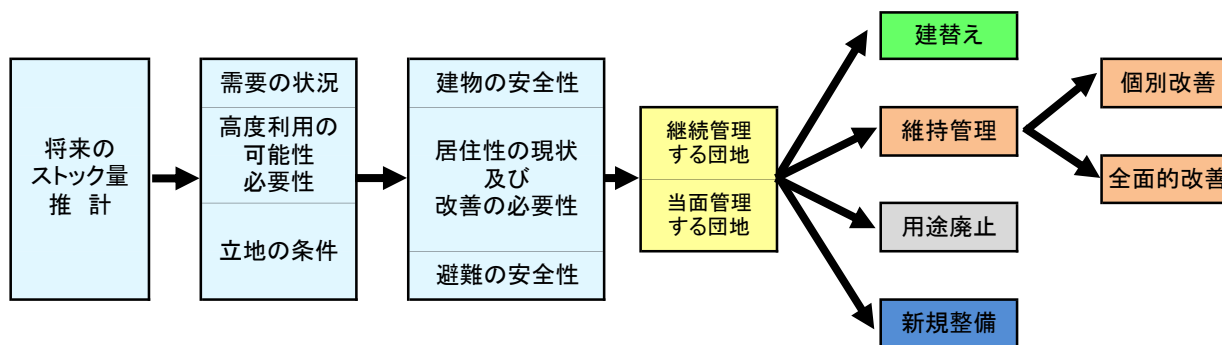 将来の
ストック量
推 計
需要の状況
高度利用の
可能性
必要性
立地の条件
建物の安全性
居住性の現状
及び
改善の必要性
避難の安全性
継続管理
する団地
当面管理
する団地
建替え
維持管理
用途廃止
新規整備
個別改善
全面的改善